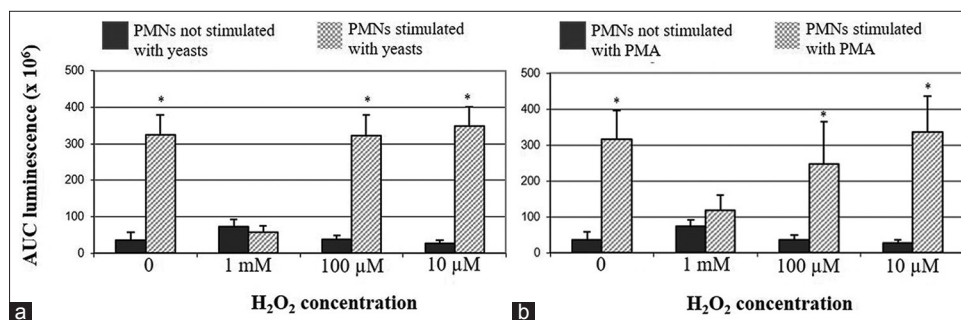 PMNs not stimulated
with yeasts
PMNs stimulated
with yeasts
AUC luminescence (x 10⁶)
500
400
300
200
100
0
*
*
*
0
1 mM
100 µM
10 µM
H₂O₂ concentration
a
PMNs not stimulated
with PMA
PMNs stimulated
with PMA
500
400
300
200
100
0
*
*
*
0
1 mM
100 µM
10 µM
H₂O₂ concentration
b